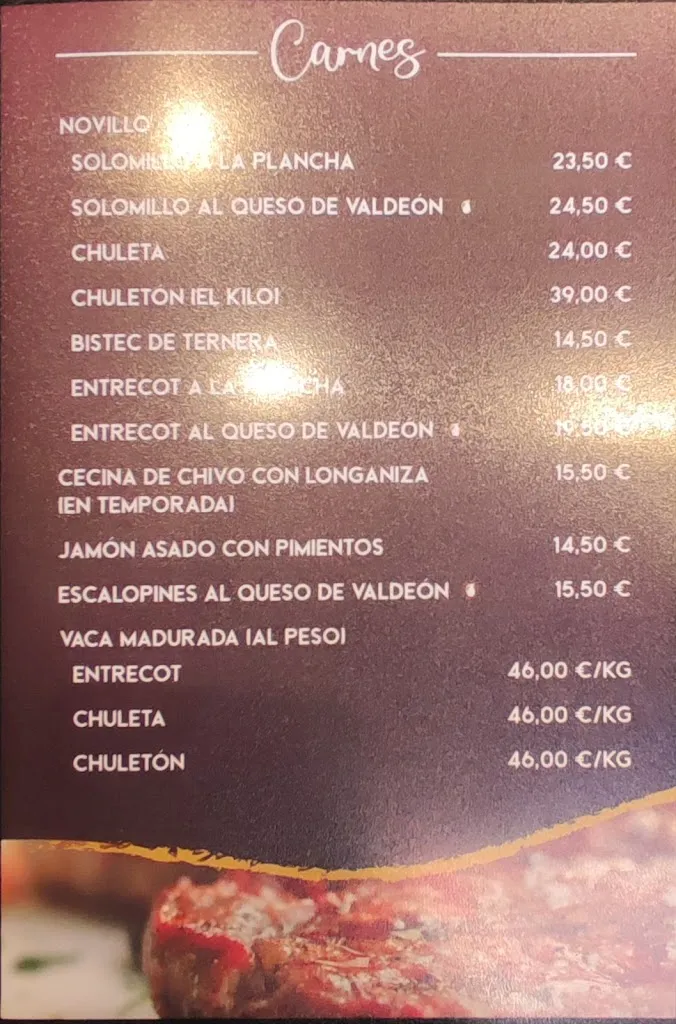 Carnes
NOVILLO
SOLOMILLO A LA PLANCHA 23,50 €
SOLOMILLO AL QUESO DE VALDEÓN 24,50 €
CHULETA 24,00 €
CHULETÓN (EL KILO) 39,00 €
BISTEC DE TERNERA 14,50 €
ENTRECOT A LA PLANCHA 18,00 €
ENTRECOT AL QUESO DE VALDEÓN 19,50 €
CECINA DE CHIVO CON LONGANIZA 15,50 €
(EN TEMPORADA)
JAMÓN ASADO CON PIMIENTOS 14,50 €
ESCALOPINES AL QUESO DE VALDEÓN 15,50 €
VACA MADURADA (AL PESO)
ENTRECOT 46,00 €/KG
CHULETA 46,00 €/KG
CHULETÓN 46,00 €/KG